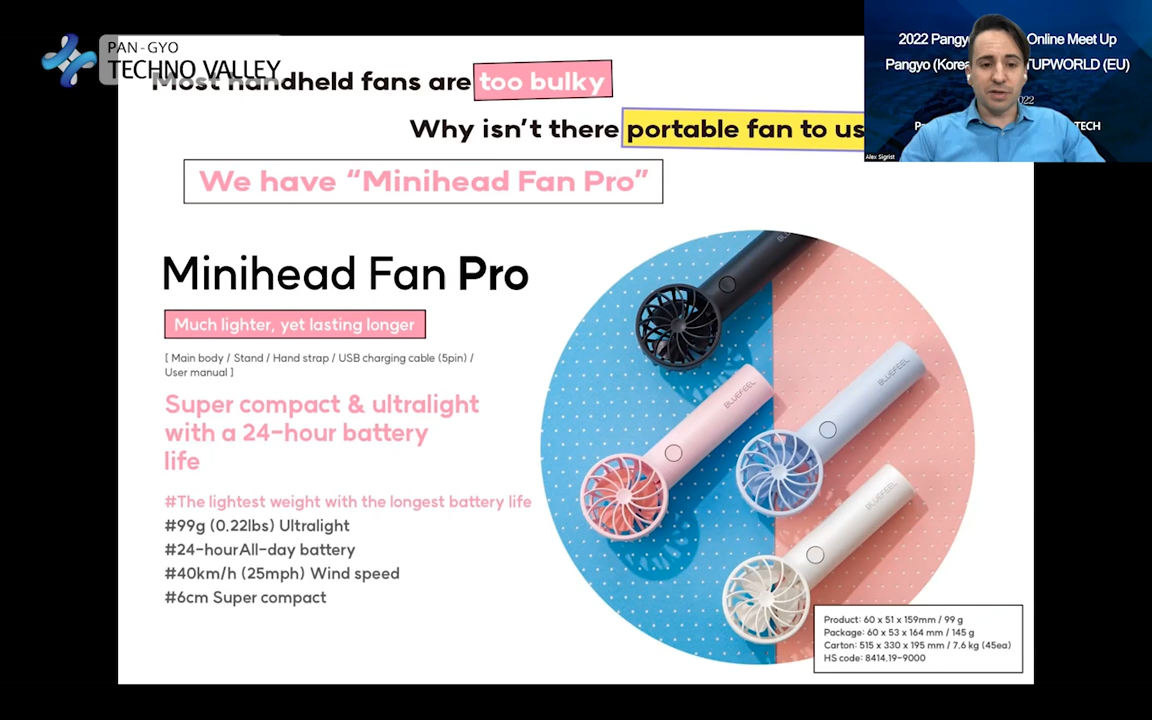 PAN-GYO
TECHNO VALLEY
Most handheld fans are too bulky
Why isn't there portable fan to us
We have “Minihead Fan Pro”
2022 Pangy Online Meet Up
Pangyo (Korea TUPWORLD (EU)
2022
TECH
Alex Sigrist
Minihead Fan Pro
Much lighter, yet lasting longer
[ Main body / Stand / Hand strap / USB charging cable (5pin) /
User manual ]
Super compact & ultralight
with a 24-hour battery
life
#The lightest weight with the longest battery life
#99g (0.22lbs) Ultralight
#24-hourAll-day battery
#40km/h (25mph) Wind speed
#6cm Super compact
BLUEFEEL
BLUEFEEL
BLUEFEEL
BLUEFEEL
Product: 60 x 51 x 159mm / 99 g
Package: 60 x 53 x 164 mm / 145 g
Carton: 515 x 330 x 195 mm / 7.6 kg (45ea)
HS code: 8414.19-9000